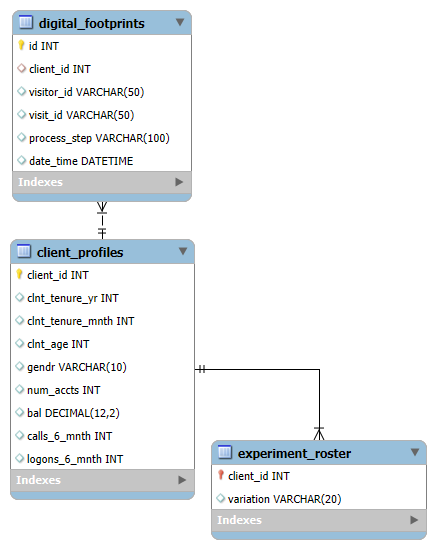 digital_footprints
id INT
client_id INT
visitor_id VARCHAR(50)
visit_id VARCHAR(50)
process_step VARCHAR(100)
date_time DATETIME
Indexes
client_profiles
client_id INT
clnt_tenure_yr INT
clnt_tenure_mnth INT
clnt_age INT
gendr VARCHAR(10)
num_accts INT
bal DECIMAL(12,2)
calls_6_mnth INT
logons_6_mnth INT
Indexes
experiment_roster
client_id INT
variation VARCHAR(20)
Indexes